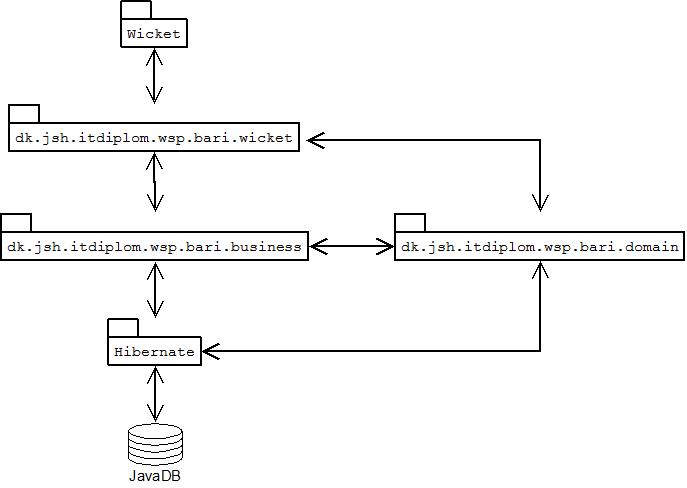 Wicket
dk.jsh.itdiplom.wsp.bari.wicket
dk.jsh.itdiplom.wsp.bari.business
dk.jsh.itdiplom.wsp.bari.domain
Hibernate
JavaDB